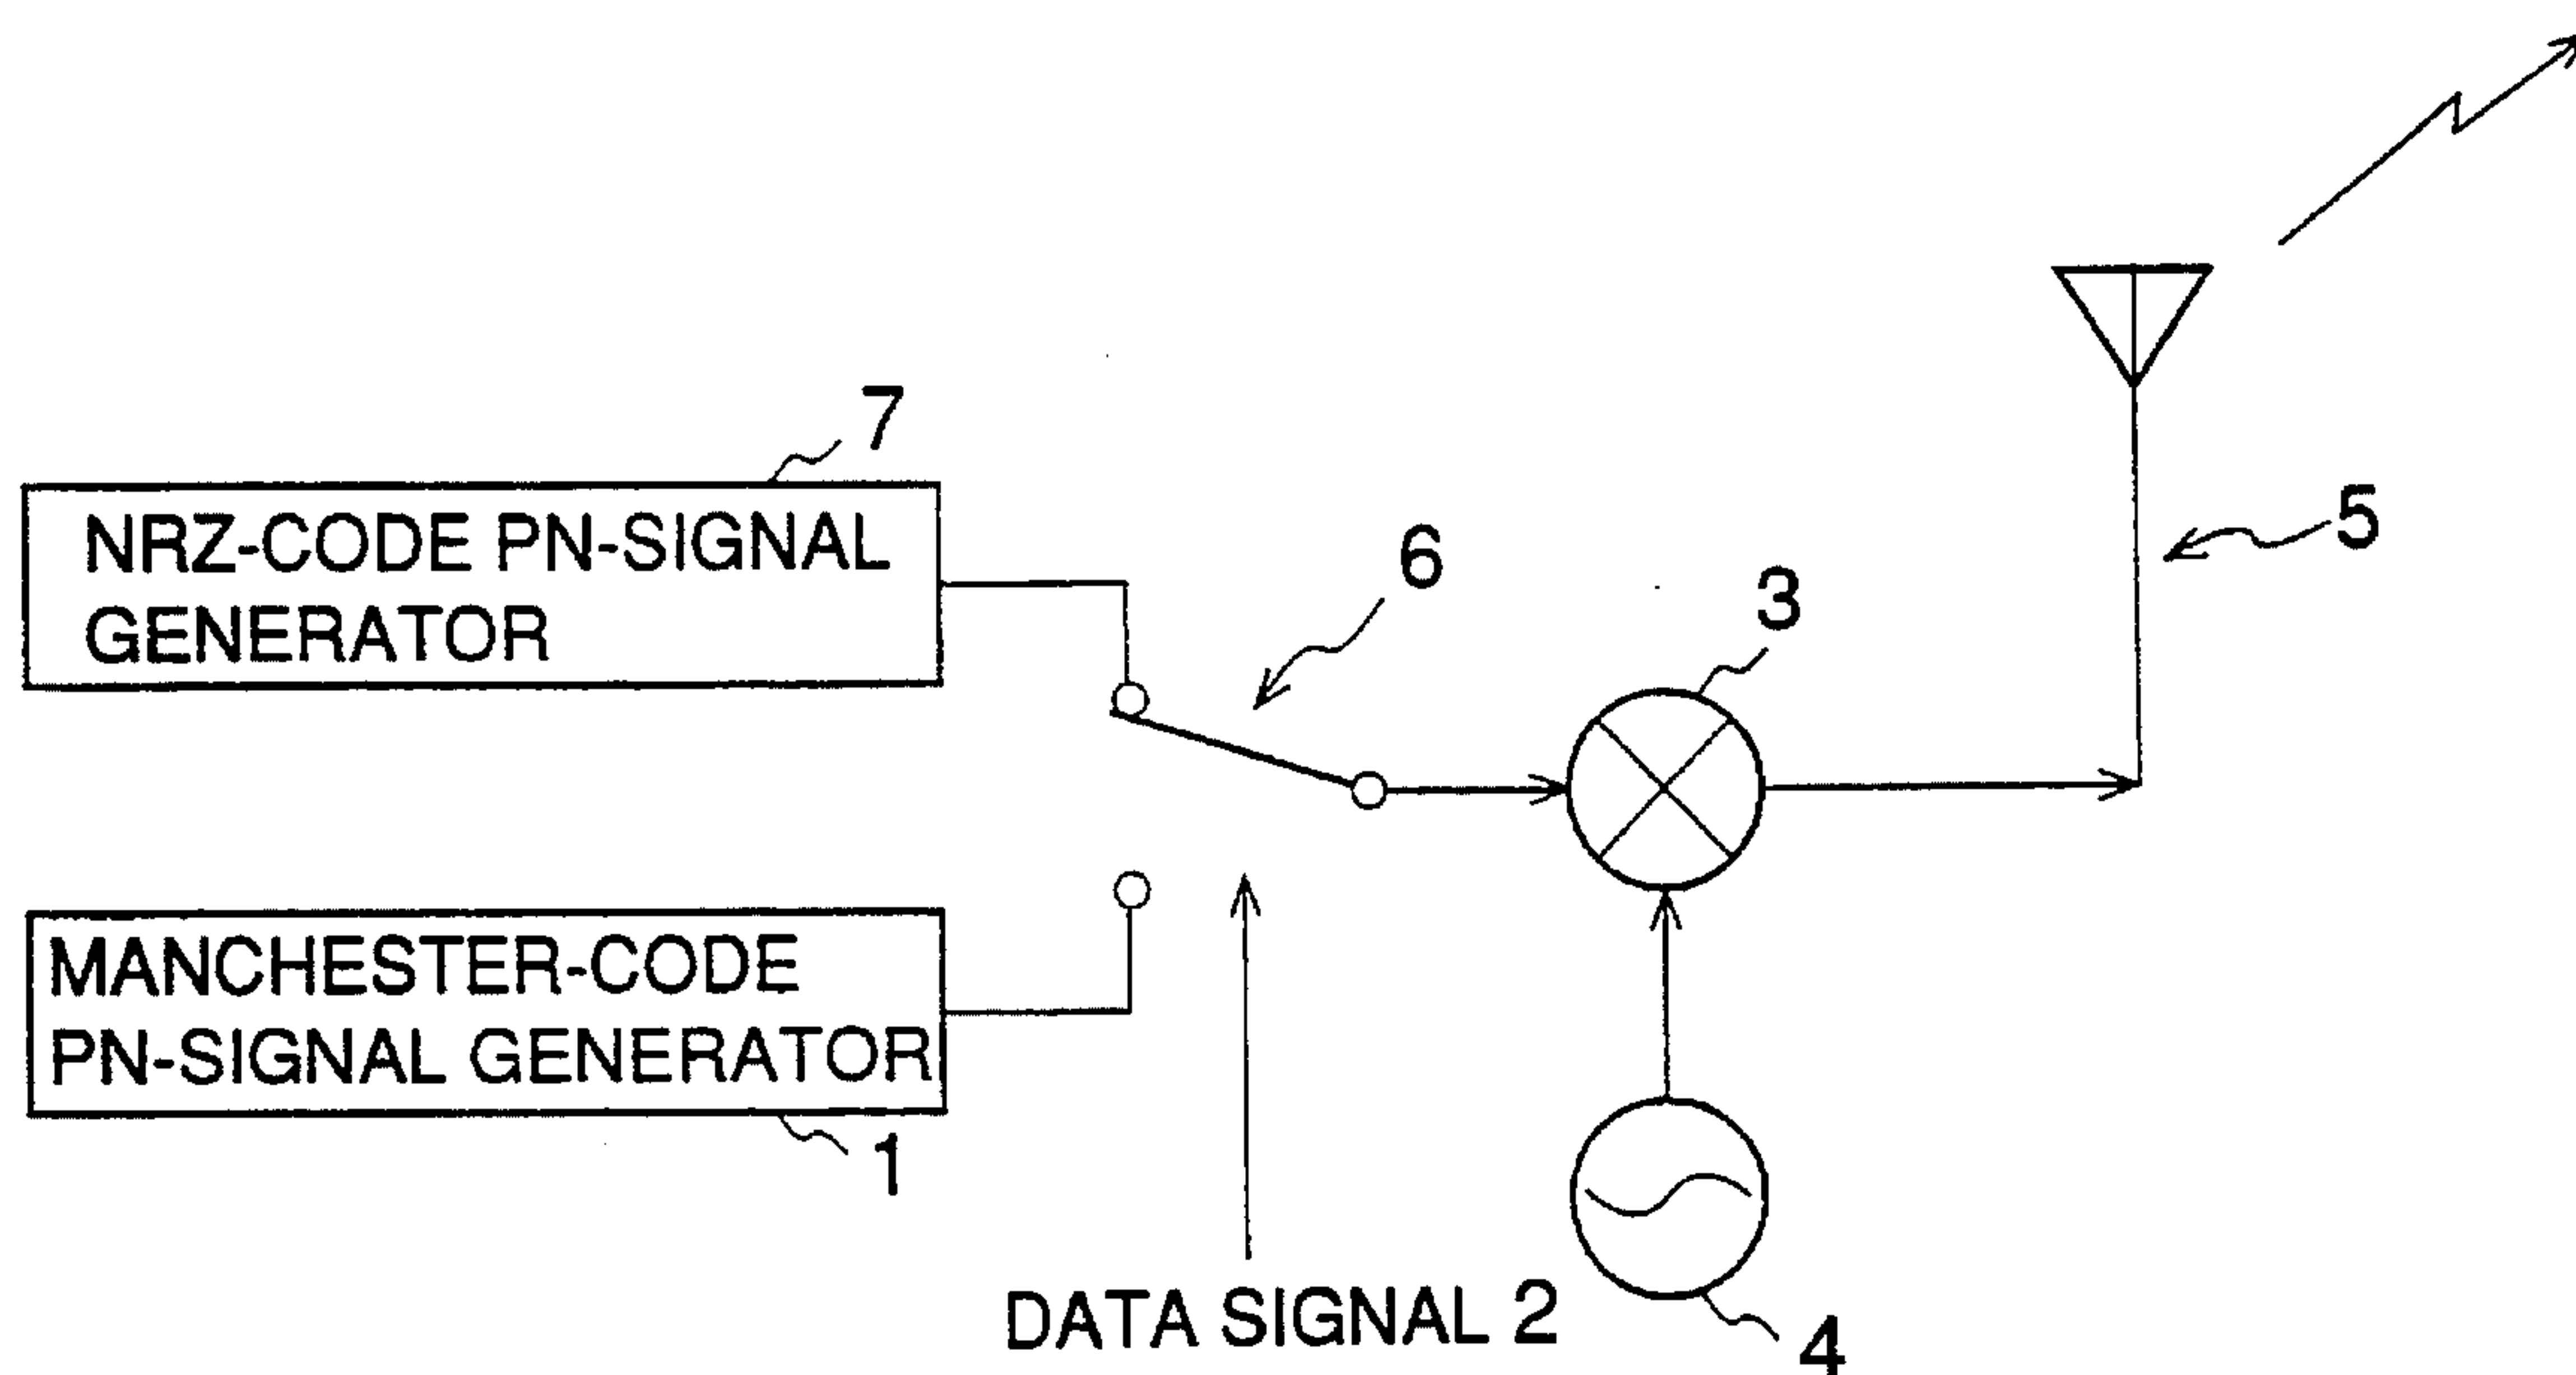 7
NRZ-CODE PN-SIGNAL
GENERATOR
6
5
3
MANCHESTER-CODE
PN-SIGNAL GENERATOR
1
DATA SIGNAL 2
4